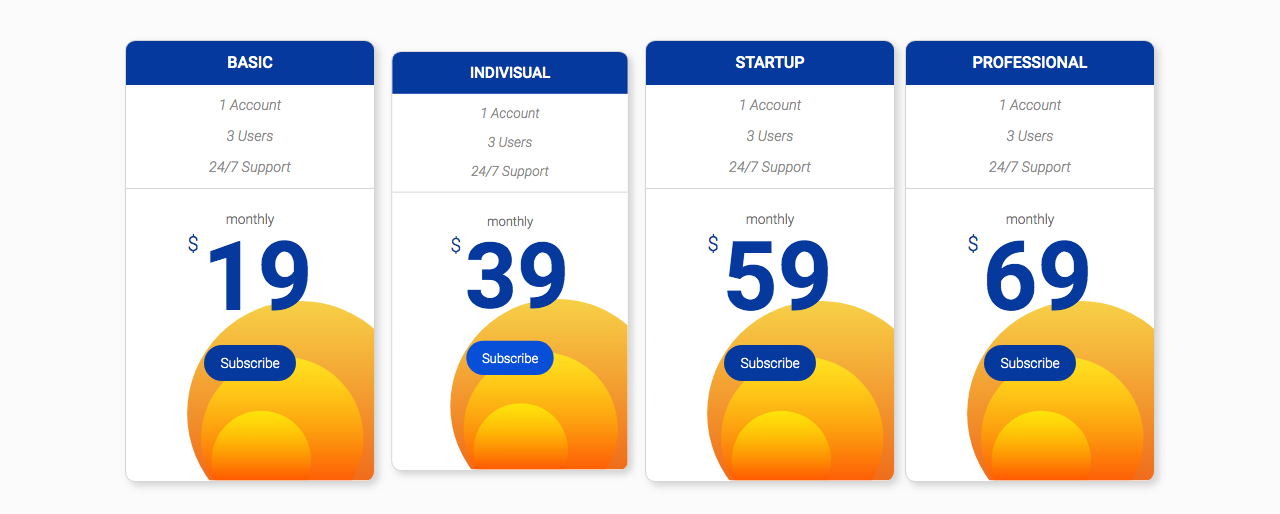 BASIC
1 Account
3 Users
24/7 Support
monthly
$ 19
Subscribe
INDIVISUAL
1 Account
3 Users
24/7 Support
monthly
$ 39
Subscribe
STARTUP
1 Account
3 Users
24/7 Support
monthly
$ 59
Subscribe
PROFESSIONAL
1 Account
3 Users
24/7 Support
monthly
$ 69
Subscribe